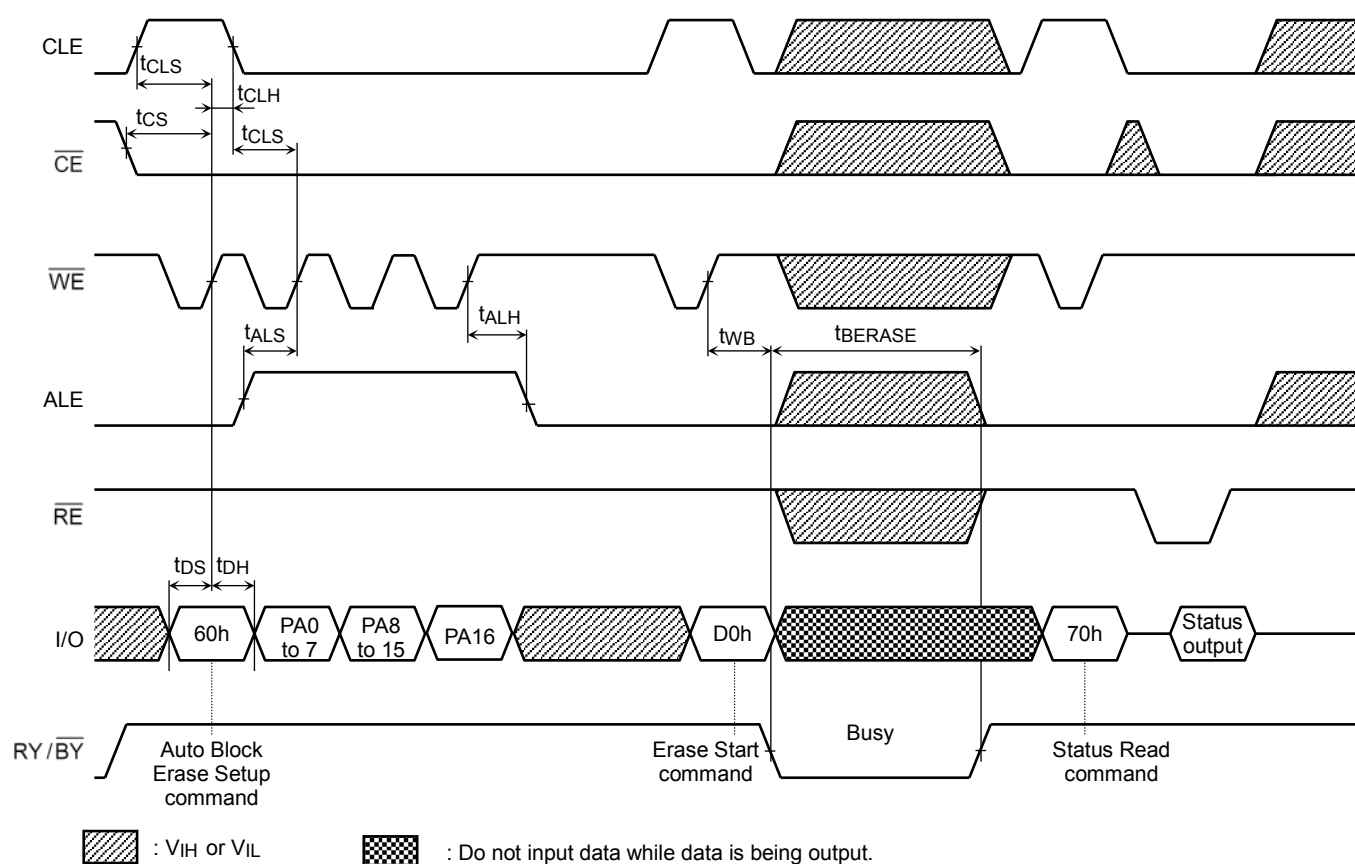 CLE
tCLS
tCLH
tCS
tCLS
CE
WE
tALS
tALH
tWB
tBERASE
ALE
RE
tDS
tDH
I/O
60h
PA0
to 7
PA8
to 15
PA16
D0h
70h
Status
output
RY/BY
Busy
Auto Block
Erase Setup
command
Erase Start
command
Status Read
command
: VIH or VIL
: Do not input data while data is being output.